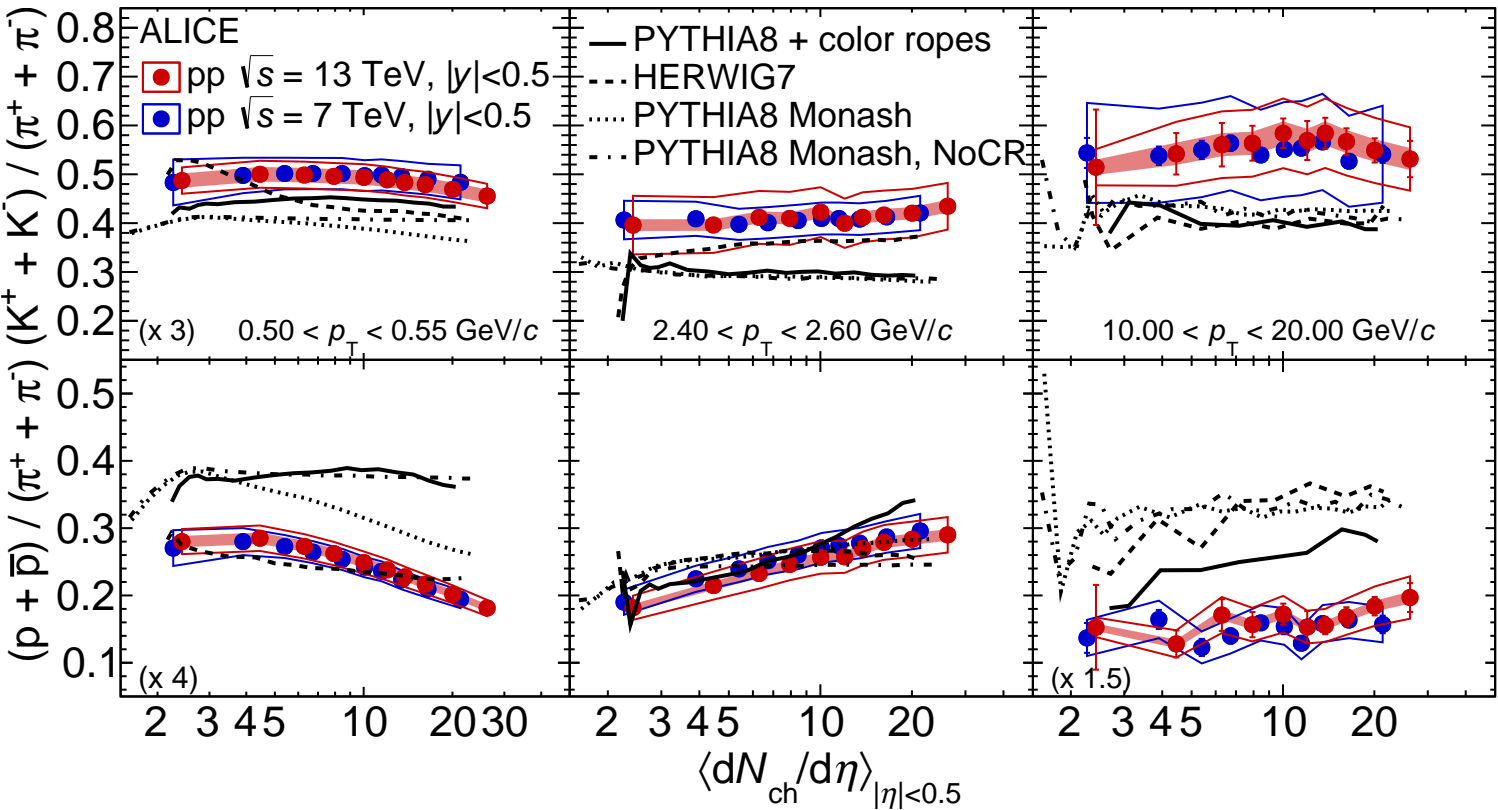 ALICE
pp √s = 13 TeV, |y|<0.5
pp √s = 7 TeV, |y|<0.5
PYTHIA8 + color ropes
HERWIG7
PYTHIA8 Monash
PYTHIA8 Monash, NoCR
(K⁺ + K⁻) / (π⁺ + π⁻)
0.8
0.7
0.6
0.5
0.4
0.3
0.2
(x 3)
0.50 < p_T < 0.55 GeV/c
2.40 < p_T < 2.60 GeV/c
10.00 < p_T < 20.00 GeV/c
(p + p̅) / (π⁺ + π⁻)
0.5
0.4
0.3
0.2
0.1
(x 4)
(x 1.5)
2 3 4 5 10 20 30
2 3 4 5 10 20
2 3 4 5 10 20
⟨dN_ch/dη⟩_|η|<0.5